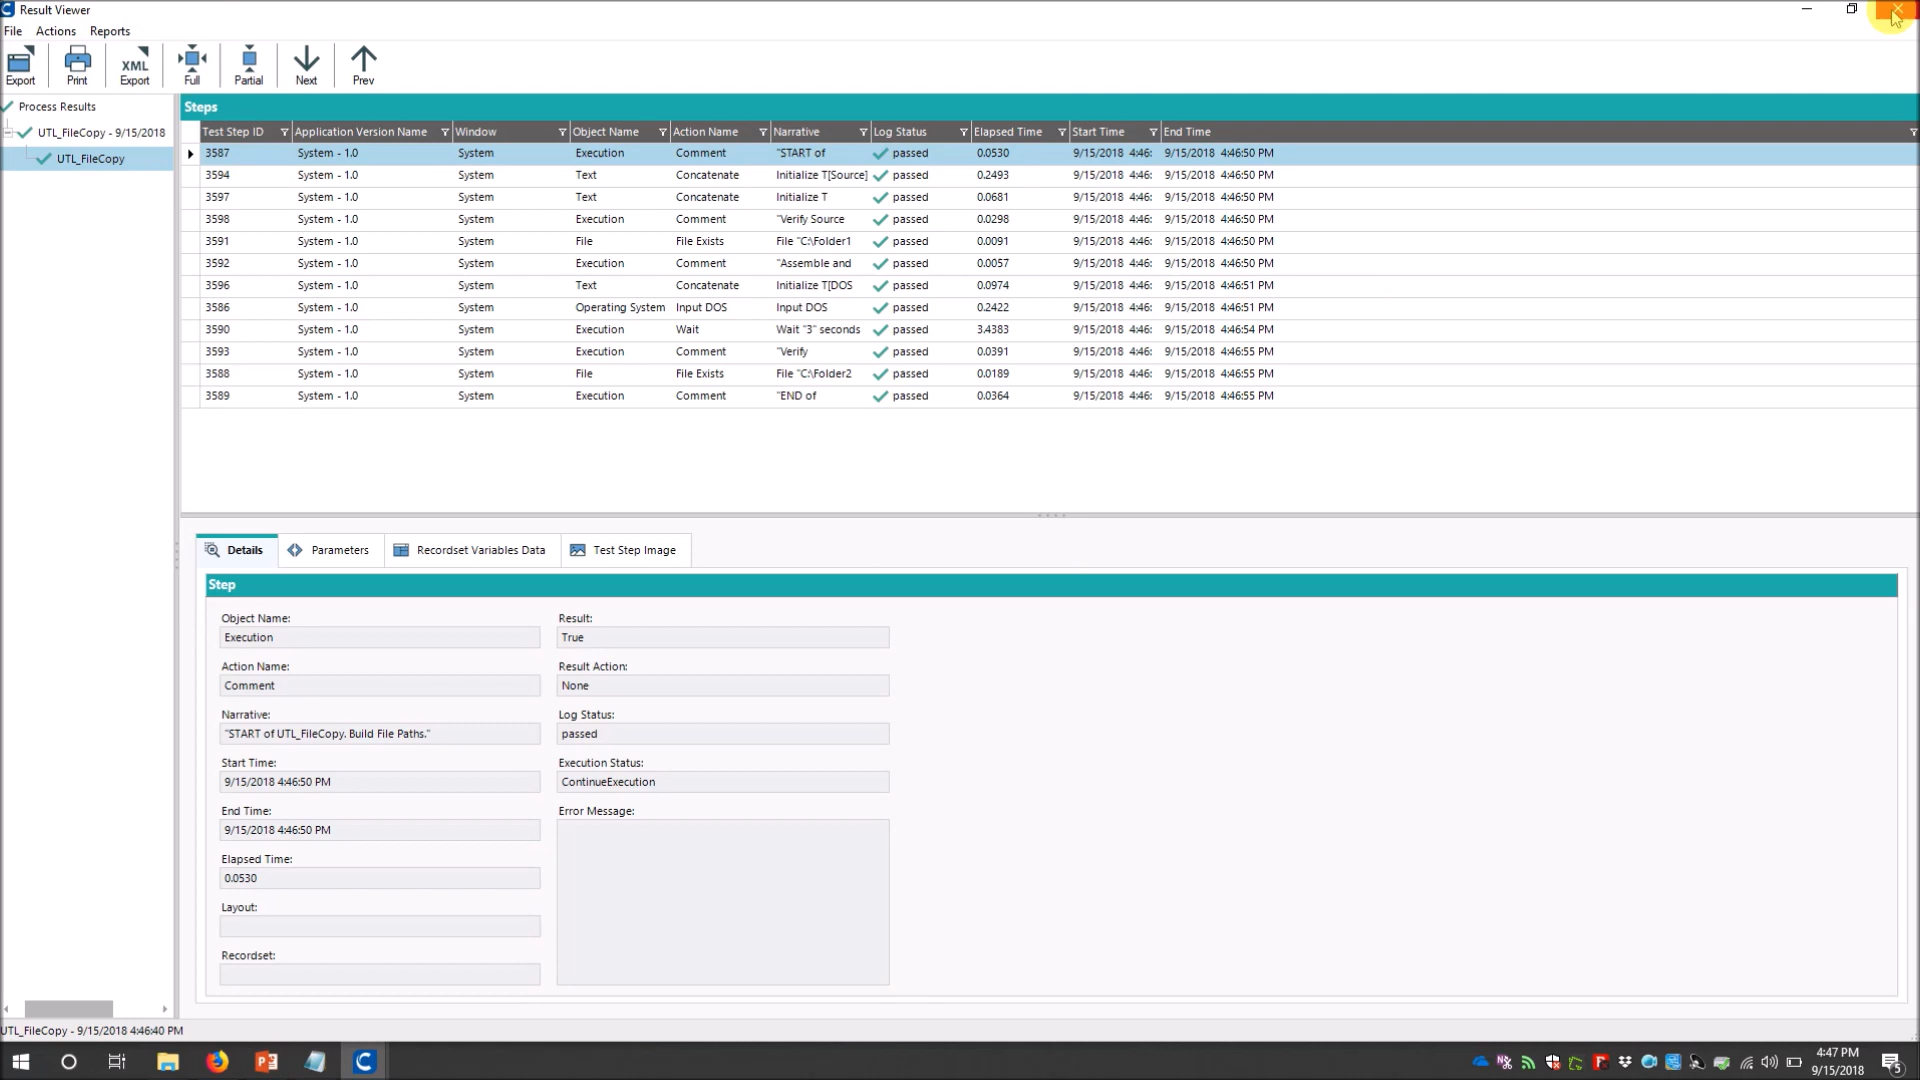 Result Viewer
File Actions Reports
Export Print XML Export Full Partial Next Prev
Process Results
UTL_FileCopy - 9/15/2018
UTL_FileCopy
Steps
Test Step ID Application Version Name Window Object Name Action Name Narrative Log Status Elapsed Time Start Time End Time
3587 System - 1.0 System Execution Comment "START of passed 0.0530 9/15/2018 4:46: 9/15/2018 4:46:50 PM
3594 System - 1.0 System Text Concatenate Initialize T[Source] passed 0.2493 9/15/2018 4:46: 9/15/2018 4:46:50 PM
3597 System - 1.0 System Text Concatenate Initialize T passed 0.0681 9/15/2018 4:46: 9/15/2018 4:46:50 PM
3598 System - 1.0 System Execution Comment "Verify Source passed 0.0298 9/15/2018 4:46: 9/15/2018 4:46:50 PM
3591 System - 1.0 System File File Exists File "C:\Folder1 passed 0.0091 9/15/2018 4:46: 9/15/2018 4:46:50 PM
3592 System - 1.0 System Execution Comment "Assemble and passed 0.0057 9/15/2018 4:46: 9/15/2018 4:46:50 PM
3596 System - 1.0 System Text Concatenate Initialize T[DOS passed 0.0974 9/15/2018 4:46: 9/15/2018 4:46:51 PM
3586 System - 1.0 System Operating System Input DOS Input DOS passed 0.2422 9/15/2018 4:46: 9/15/2018 4:46:51 PM
3590 System - 1.0 System Execution Wait Wait "3" seconds passed 3.4383 9/15/2018 4:46: 9/15/2018 4:46:54 PM
3593 System - 1.0 System Execution Comment "Verify passed 0.0391 9/15/2018 4:46: 9/15/2018 4:46:55 PM
3588 System - 1.0 System File File Exists File "C:\Folder2 passed 0.0189 9/15/2018 4:46: 9/15/2018 4:46:55 PM
3589 System - 1.0 System Execution Comment "END of passed 0.0364 9/15/2018 4:46: 9/15/2018 4:46:55 PM
Details Parameters Recordset Variables Data Test Step Image
Step
Object Name: Result:
Execution True
Action Name: Result Action:
Comment None
Narrative: Log Status:
"START of UTL_FileCopy. Build File Paths." passed
Start Time: Execution Status:
9/15/2018 4:46:50 PM ContinueExecution
End Time: Error Message:
9/15/2018 4:46:50 PM
Elapsed Time:
0.0530
Layout:
Recordset:
UTL_FileCopy - 9/15/2018 4:46:40 PM
4:47 PM
9/15/2018
5